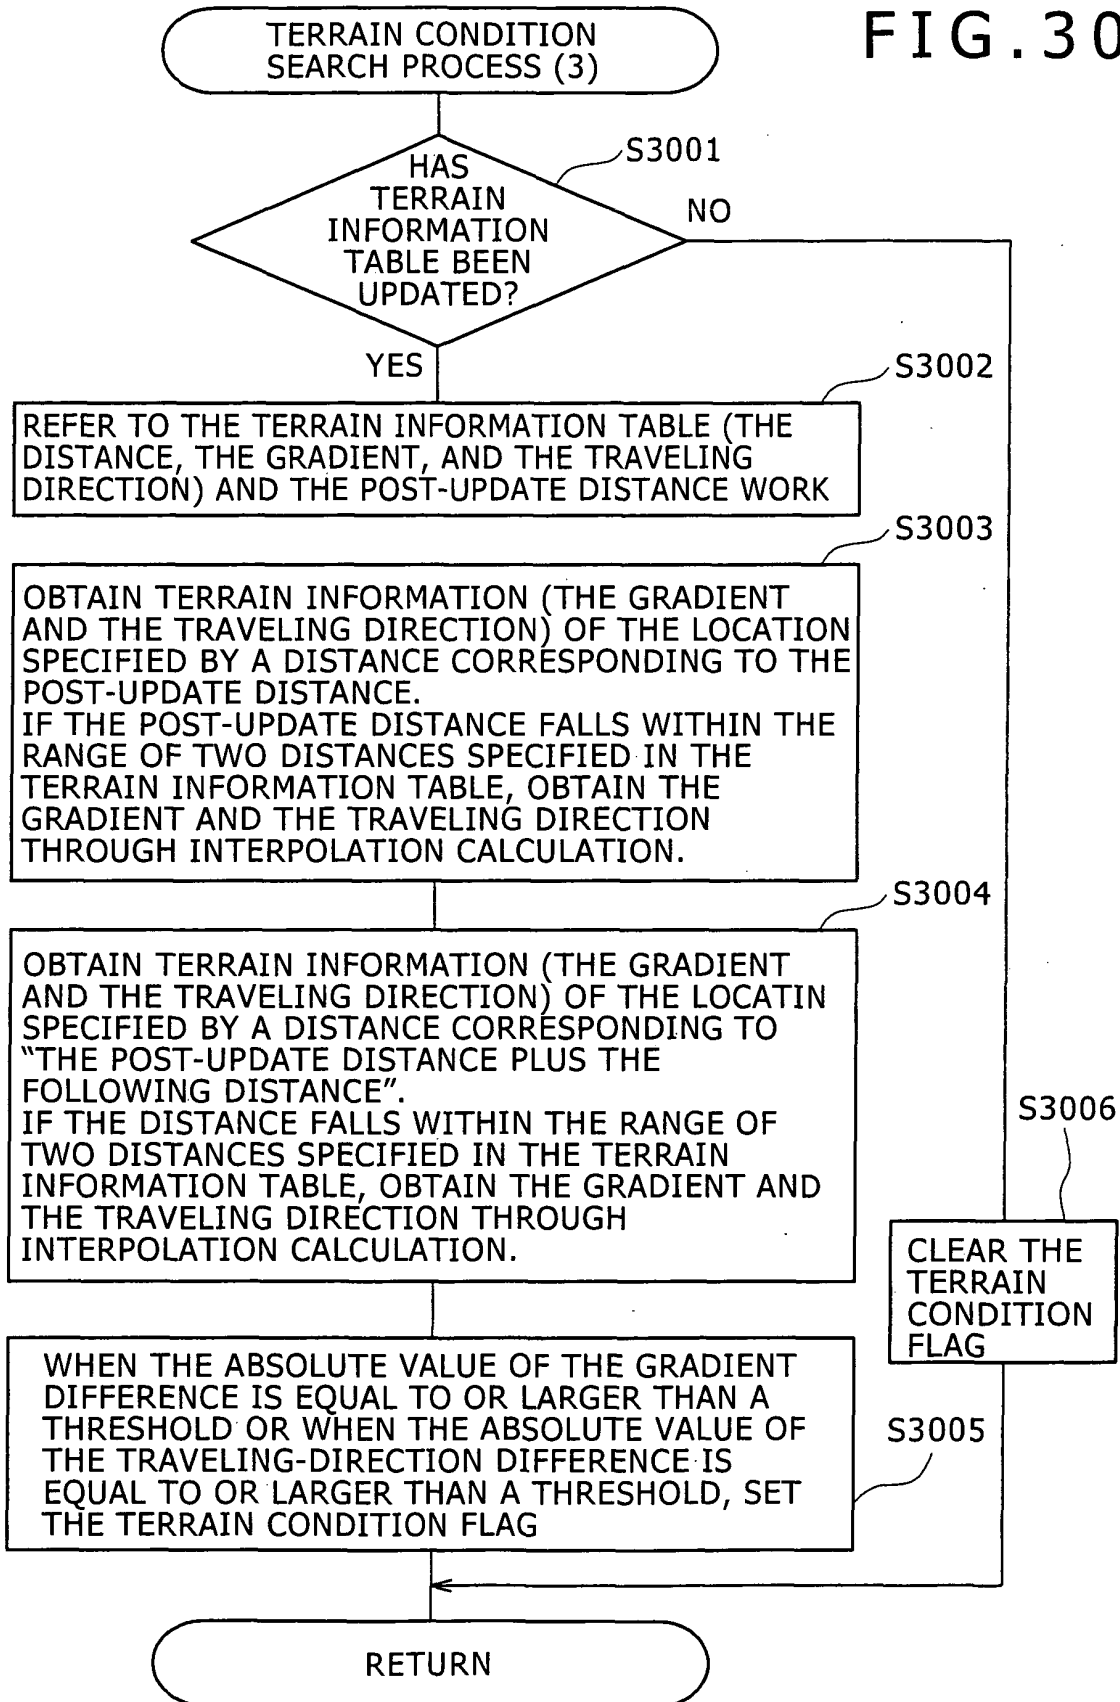 FIG.30
TERRAIN CONDITION
SEARCH PROCESS (3)
S3001
HAS
TERRAIN
INFORMATION
TABLE BEEN
UPDATED?
NO
YES
S3002
REFER TO THE TERRAIN INFORMATION TABLE (THE
DISTANCE, THE GRADIENT, AND THE TRAVELING
DIRECTION) AND THE POST-UPDATE DISTANCE WORK
S3003
OBTAIN TERRAIN INFORMATION (THE GRADIENT
AND THE TRAVELING DIRECTION) OF THE LOCATION
SPECIFIED BY A DISTANCE CORRESPONDING TO THE
POST-UPDATE DISTANCE.
IF THE POST-UPDATE DISTANCE FALLS WITHIN THE
RANGE OF TWO DISTANCES SPECIFIED IN THE
TERRAIN INFORMATION TABLE, OBTAIN THE
GRADIENT AND THE TRAVELING DIRECTION
THROUGH INTERPOLATION CALCULATION.
S3004
OBTAIN TERRAIN INFORMATION (THE GRADIENT
AND THE TRAVELING DIRECTION) OF THE LOCATIN
SPECIFIED BY A DISTANCE CORRESPONDING TO
“THE POST-UPDATE DISTANCE PLUS THE
FOLLOWING DISTANCE”.
IF THE DISTANCE FALLS WITHIN THE RANGE OF
TWO DISTANCES SPECIFIED IN THE TERRAIN
INFORMATION TABLE, OBTAIN THE GRADIENT AND
THE TRAVELING DIRECTION THROUGH
INTERPOLATION CALCULATION.
S3006
CLEAR THE
TERRAIN
CONDITION
FLAG
WHEN THE ABSOLUTE VALUE OF THE GRADIENT
DIFFERENCE IS EQUAL TO OR LARGER THAN A
THRESHOLD OR WHEN THE ABSOLUTE VALUE OF
THE TRAVELING-DIRECTION DIFFERENCE IS
EQUAL TO OR LARGER THAN A THRESHOLD, SET
THE TERRAIN CONDITION FLAG
S3005
RETURN